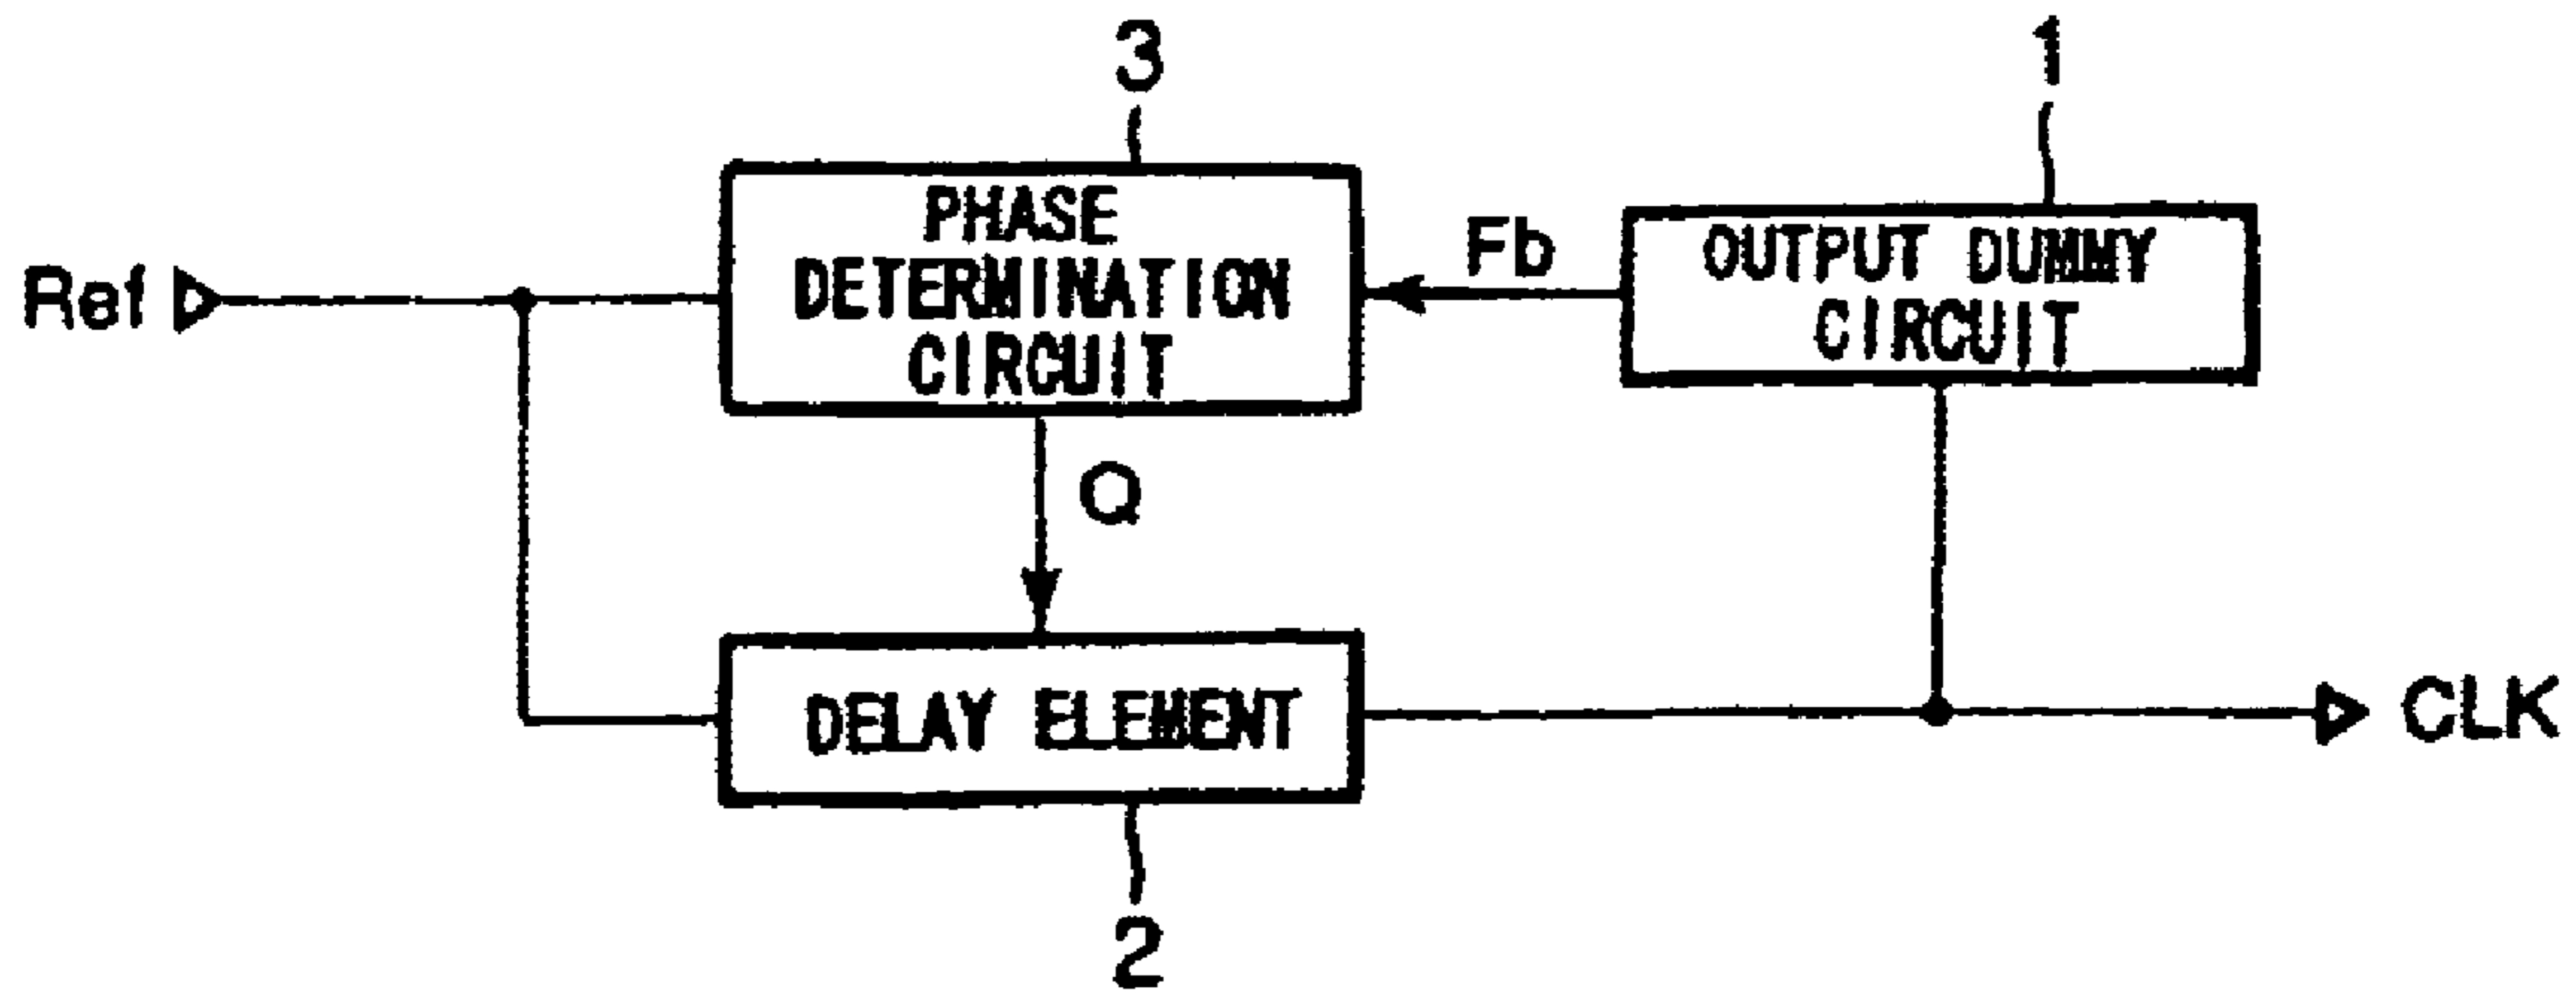 3
1
PHASE
DETERMINATION
CIRCUIT
Fb
OUTPUT DUMMY
CIRCUIT
Ref
Q
DELAY ELEMENT
CLK
2